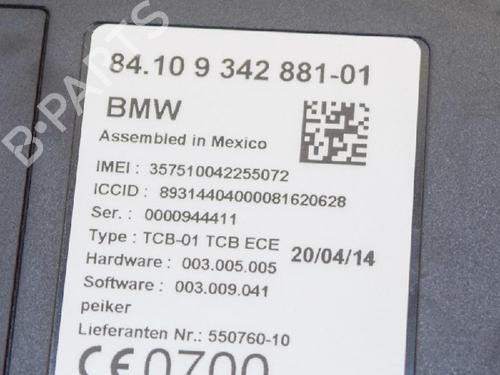 84.10 9 342 881-01
BMW
Assembled in Mexico
IMEI : 357510042255072
ICCID : 89314404000081620628
Ser. : 0000944411
Type : TCB-01 TCB ECE
20/04/14
Hardware : 003.005.005
Software : 003.009.041
peiker
Lieferanten Nr.: 550760-10
CE 0700
B-PARTS